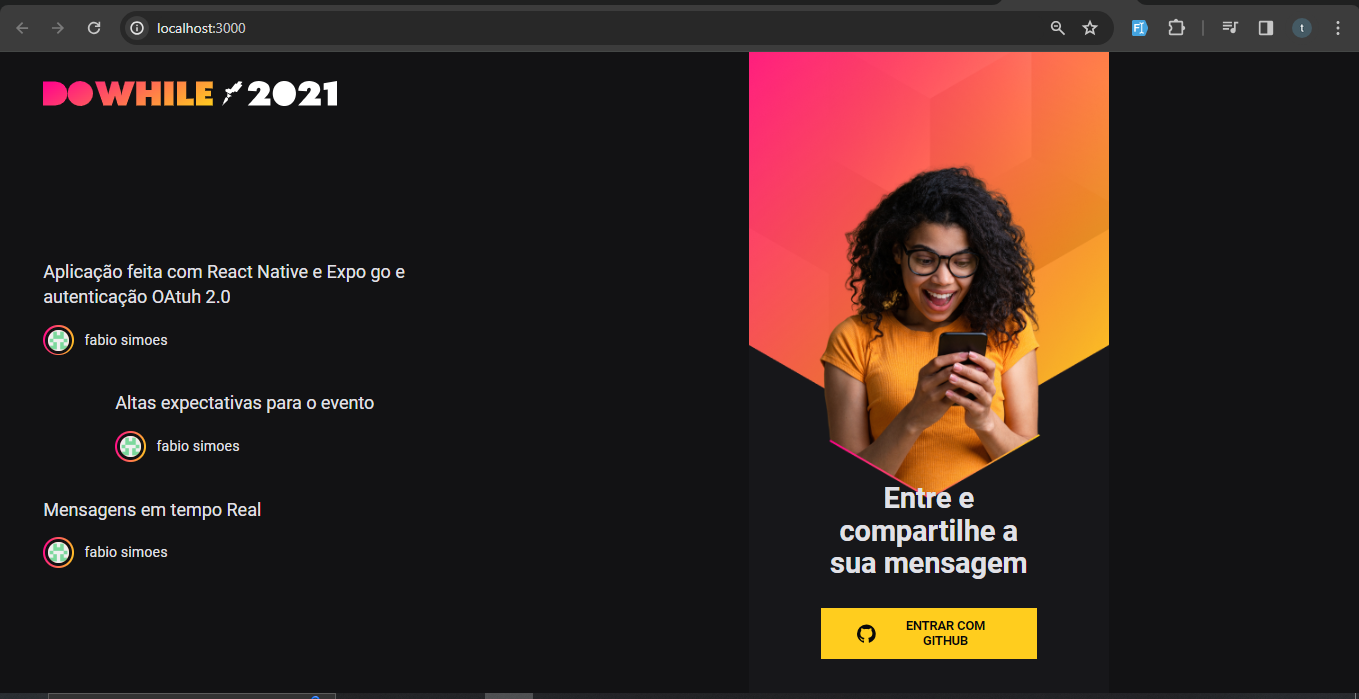 localhost:3000
t
DOWHILE 2021
Aplicação feita com React Native e Expo go e
autenticação OAtuh 2.0
fabio simoes
Altas expectativas para o evento
fabio simoes
Mensagens em tempo Real
fabio simoes
Entre e
compartilhe a
sua mensagem
ENTRAR COM
GITHUB